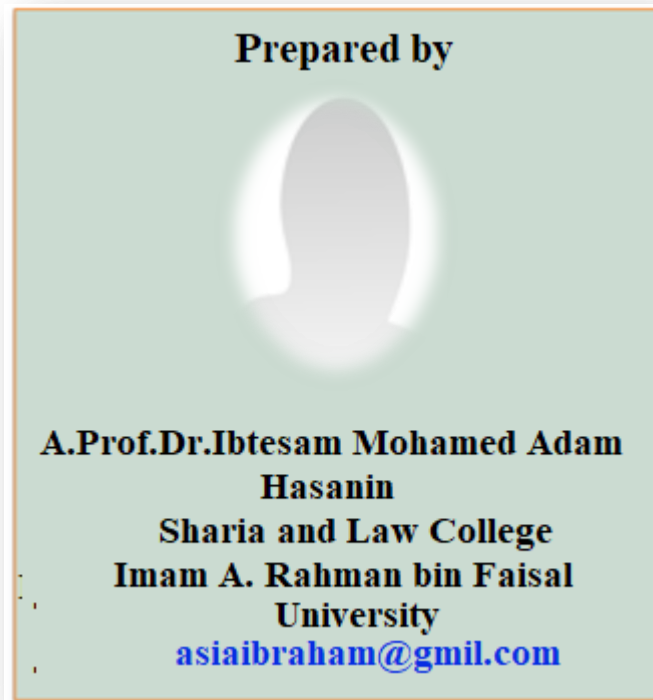 Prepared by
A.Prof.Dr.Ibtesam Mohamed Adam
Hasanin
Sharia and Law College
Imam A. Rahman bin Faisal
University
asiaibraham@gmil.com